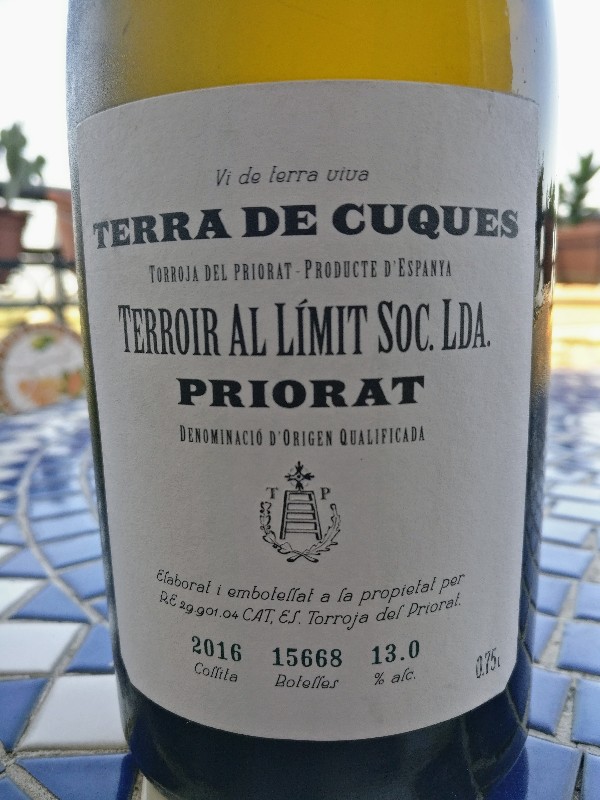 Vi de terra viva
TERRA DE CUQUES
TORROJA DEL PRIORAT - PRODUCTE D'ESPANYA
TERROIR AL LÍMIT SOC. LDA.
PRIORAT
DENOMINACIÓ D'ORIGEN QUALIFICADA
T P
Elaborat i embotellat a la propietat per
RE 29.901.04 CAT, ES. Torroja del Priorat.
2016 15668 13.0
Collita Botelles % alc.
0.75L